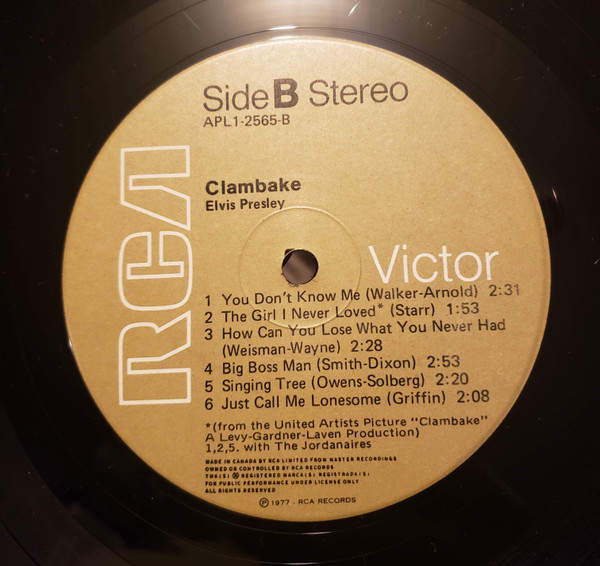 Side B Stereo
APL1-2565-B
RCA
Clambake
Elvis Presley
Victor
1 You Don't Know Me (Walker-Arnold) 2:31
2 The Girl I Never Loved* (Starr) 1:53
3 How Can You Lose What You Never Had
(Weisman-Wayne) 2:28
4 Big Boss Man (Smith-Dixon) 2:53
5 Singing Tree (Owens-Solberg) 2:20
6 Just Call Me Lonesome (Griffin) 2:08
*(from the United Artists Picture "Clambake"
A Levy-Gardner-Laven Production)
1,2,5. with The Jordanaires
MADE IN CANADA BY RCA LIMITED FROM MASTER RECORDINGS
OWNED OR CONTROLLED BY RCA RECORDS
TMK(S) ® REGISTERED MARCA(S) REGISTRADA(S)
FOR PUBLIC PERFORMANCE UNDER LICENSE ONLY
ALL RIGHTS RESERVED
℗ 1977 - RCA RECORDS